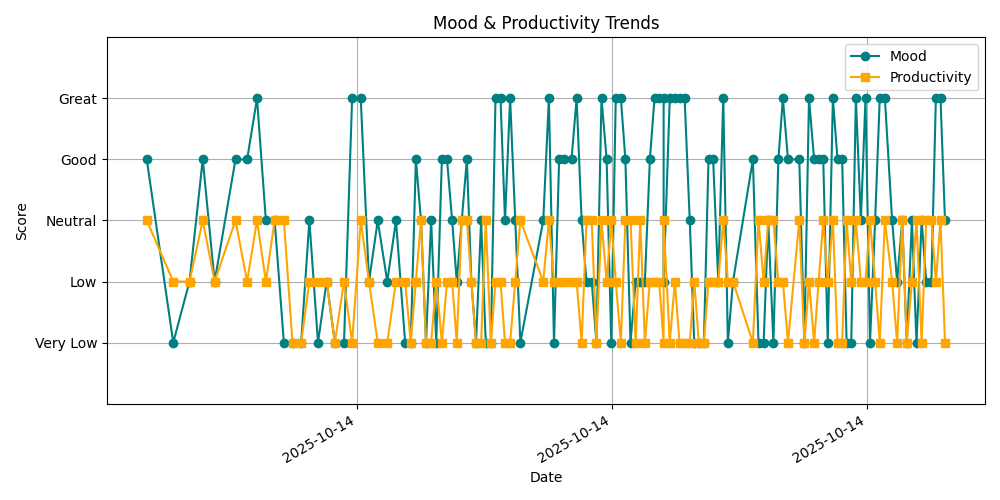 Mood & Productivity Trends
Mood
Productivity
Great
Good
Neutral
Low
Very Low
Score
2025-10-14
2025-10-14
2025-10-14
Date